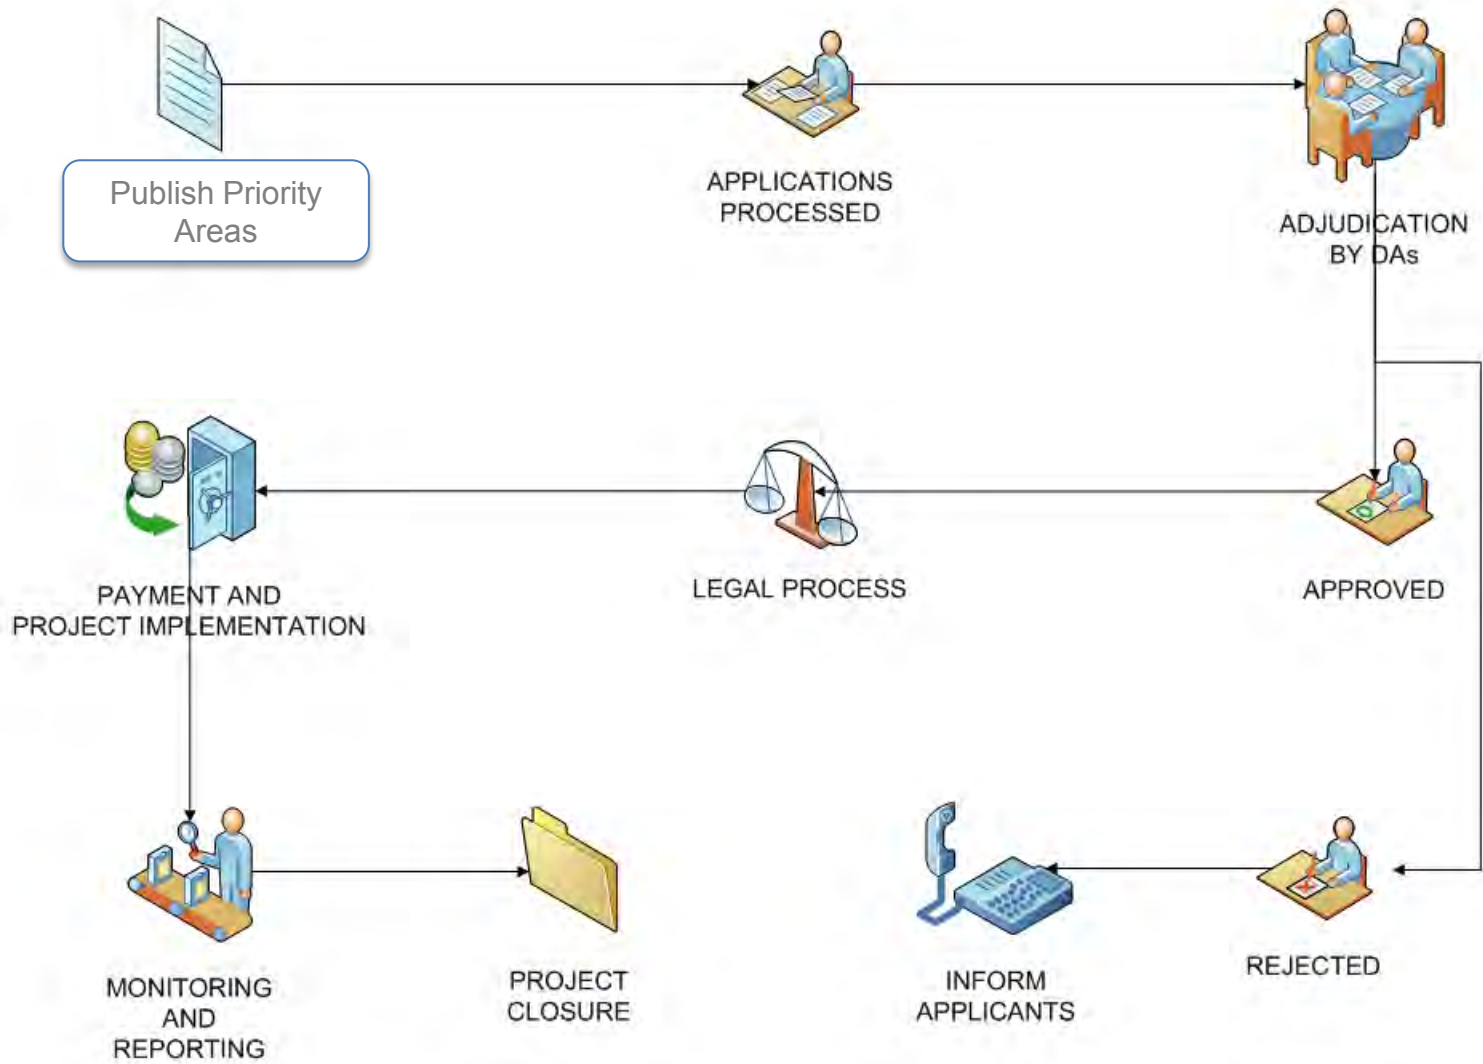 Publish Priority
Areas
APPLICATIONS
PROCESSED
ADJUDICATION
BY DAs
PAYMENT AND
PROJECT IMPLEMENTATION
LEGAL PROCESS
APPROVED
MONITORING
AND
REPORTING
PROJECT
CLOSURE
INFORM
APPLICANTS
REJECTED